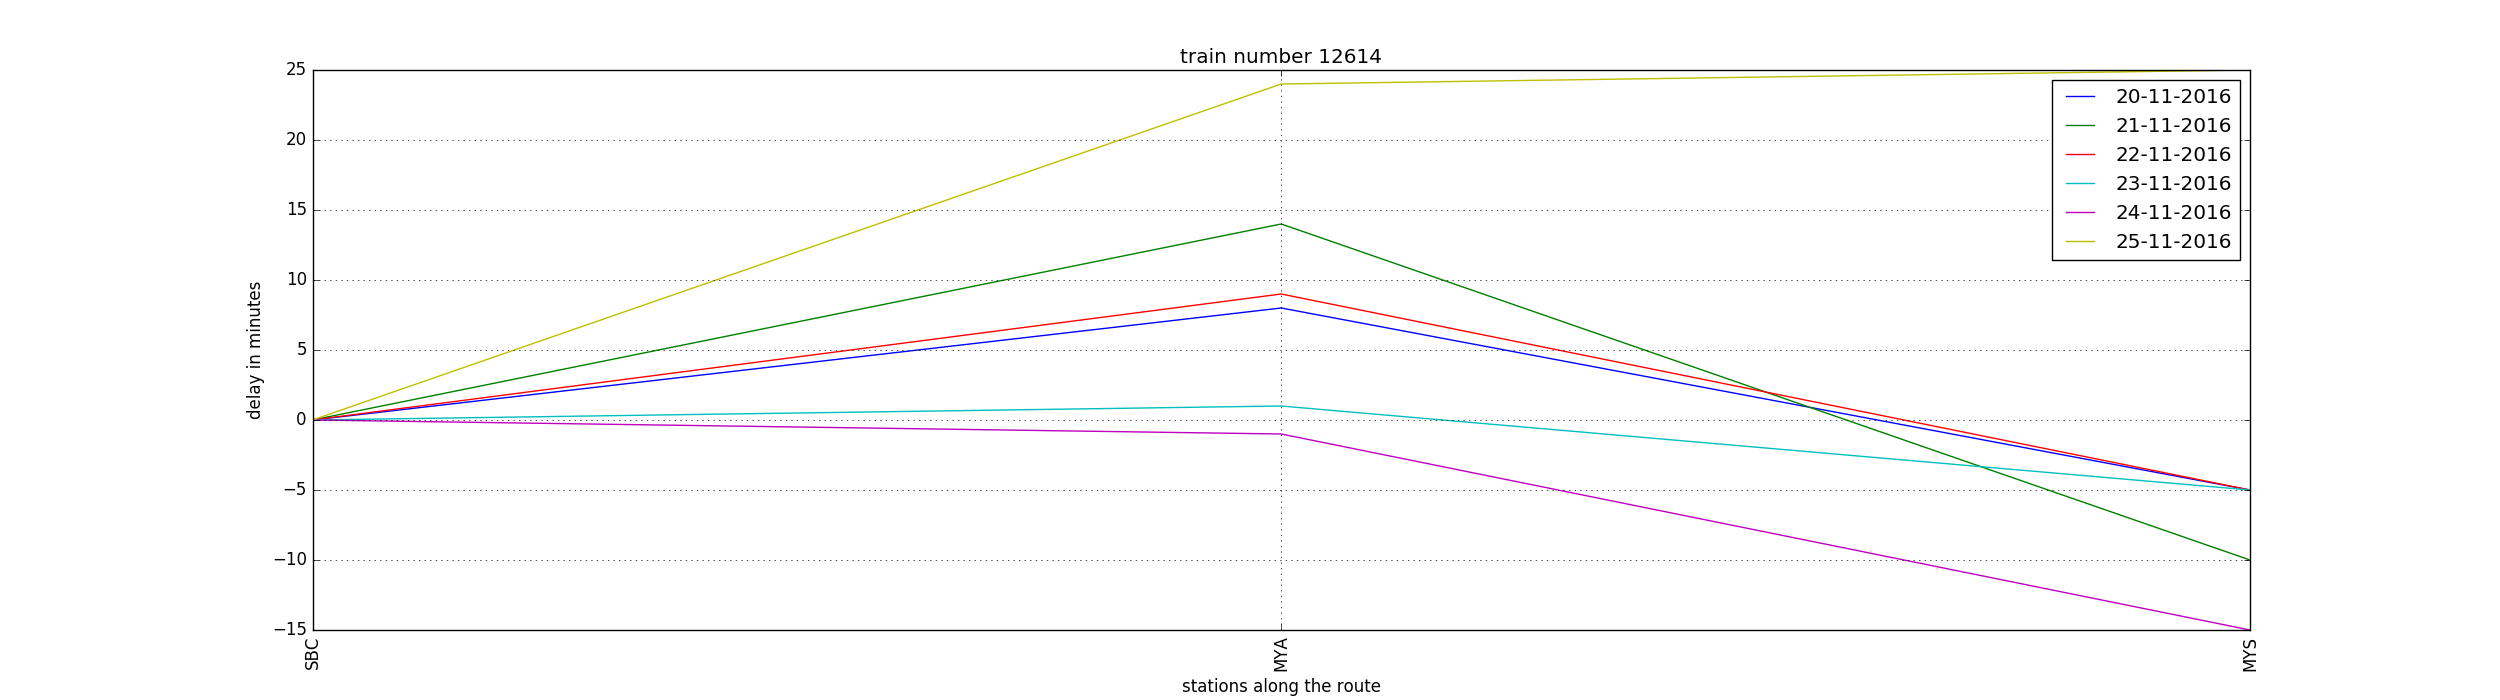 train number 12614
25
20
15
10
5
0
−5
−10
−15
delay in minutes
20-11-2016
21-11-2016
22-11-2016
23-11-2016
24-11-2016
25-11-2016
SBC
MYA
MYS
stations along the route